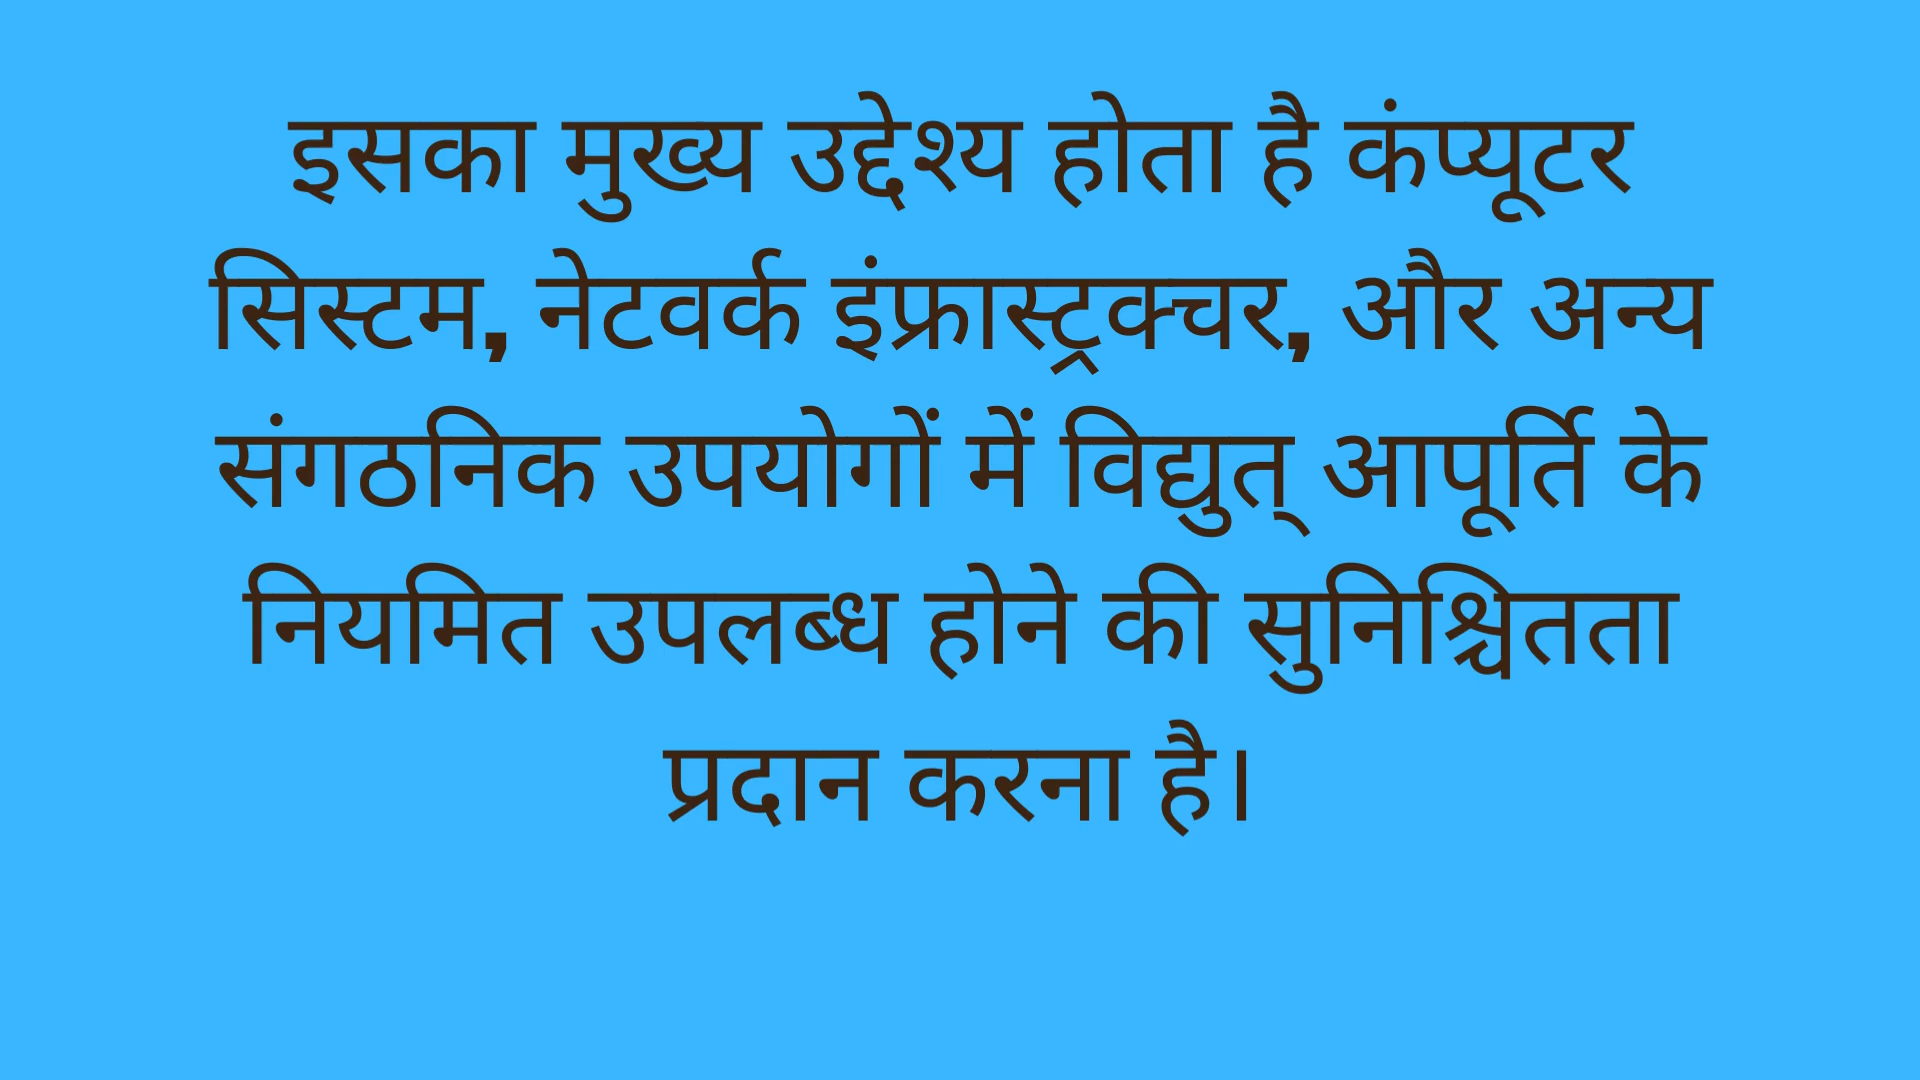 इसका मुख्य उद्देश्य होता है कंप्यूटर
सिस्टम, नेटवर्क इंफ्रास्ट्रक्चर, और अन्य
संगठनिक उपयोगों में विद्युत् आपूर्ति के
नियमित उपलब्ध होने की सुनिश्चितता
प्रदान करना है।